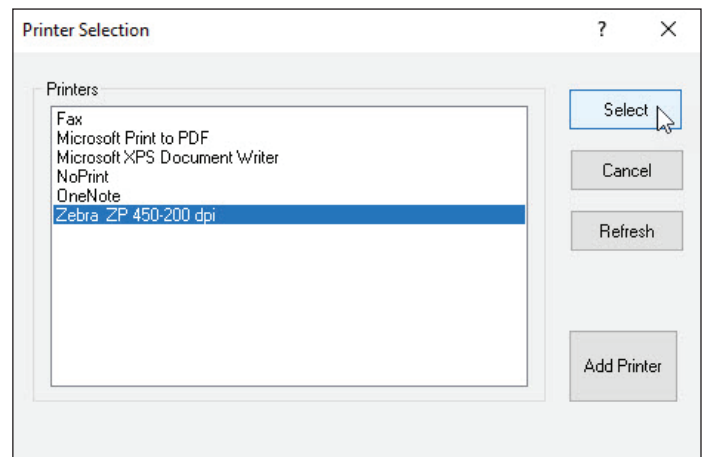 Printer Selection
?
Printers
Fax
Microsoft Print to PDF
Microsoft XPS Document Writer
NoPrint
OneNote
Zebra ZP 450-200 dpi
Select
Cancel
Refresh
Add Printer